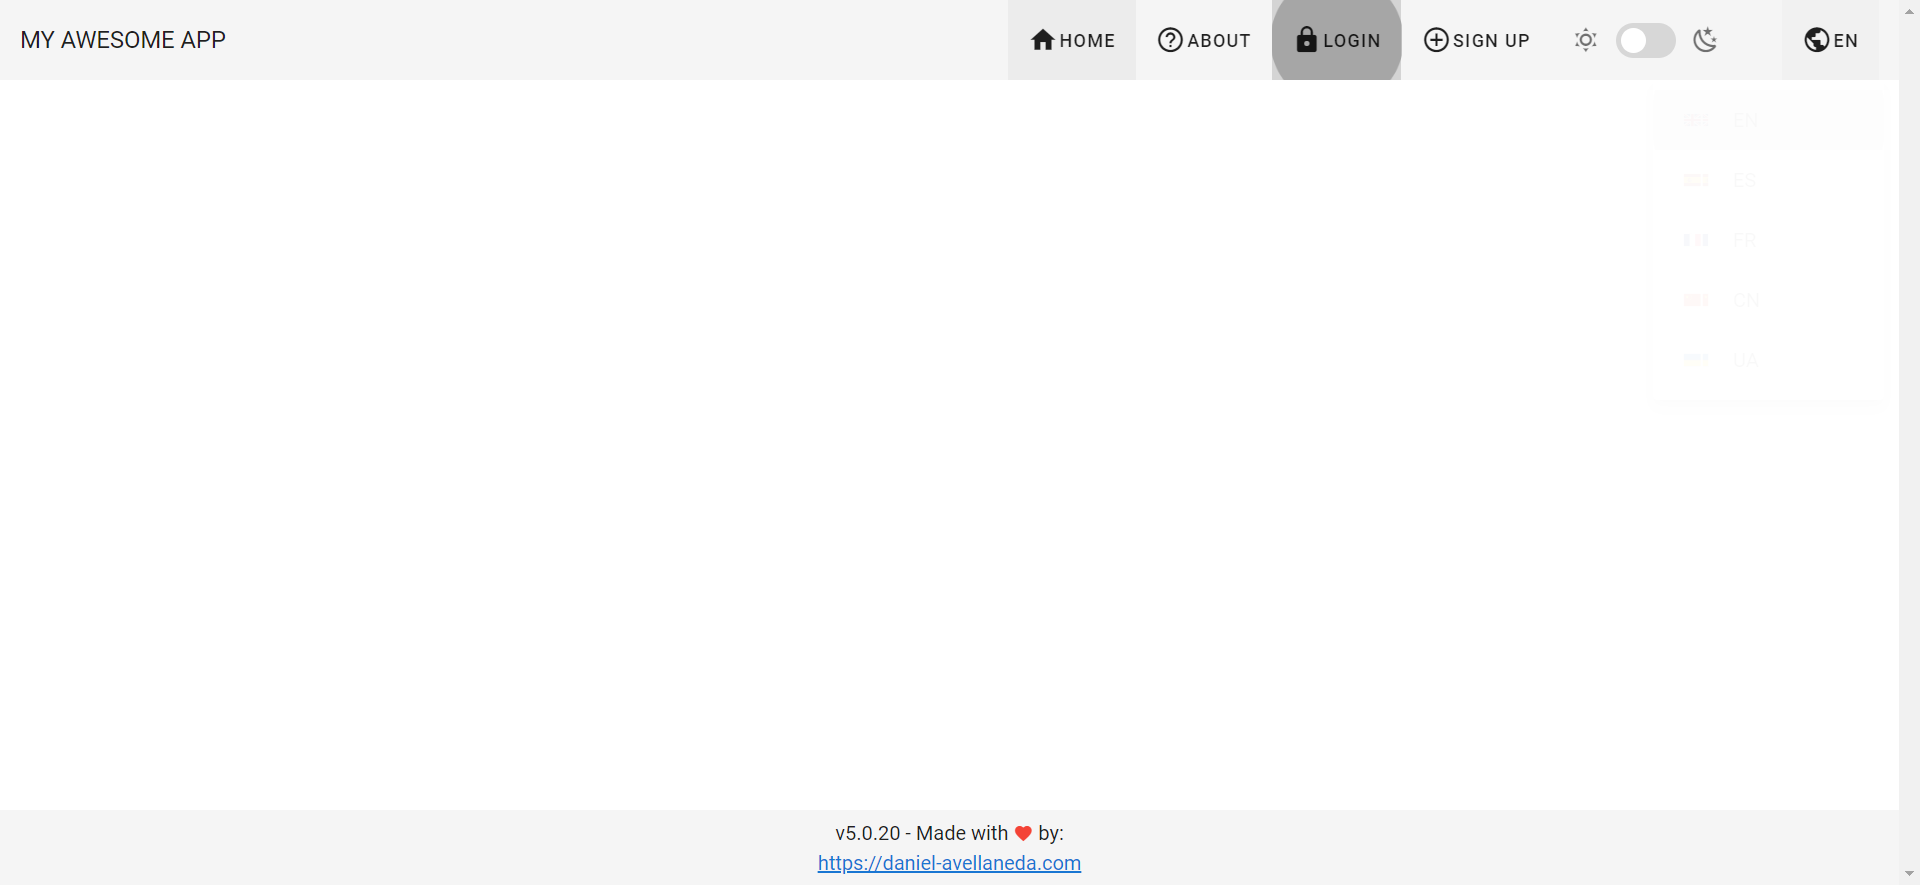 MY AWESOME APP
HOME
ABOUT
LOGIN
SIGN UP
EN
EN
ES
FR
CN
UA
v5.0.20 - Made with ❤ by:
https://daniel-avellaneda.com